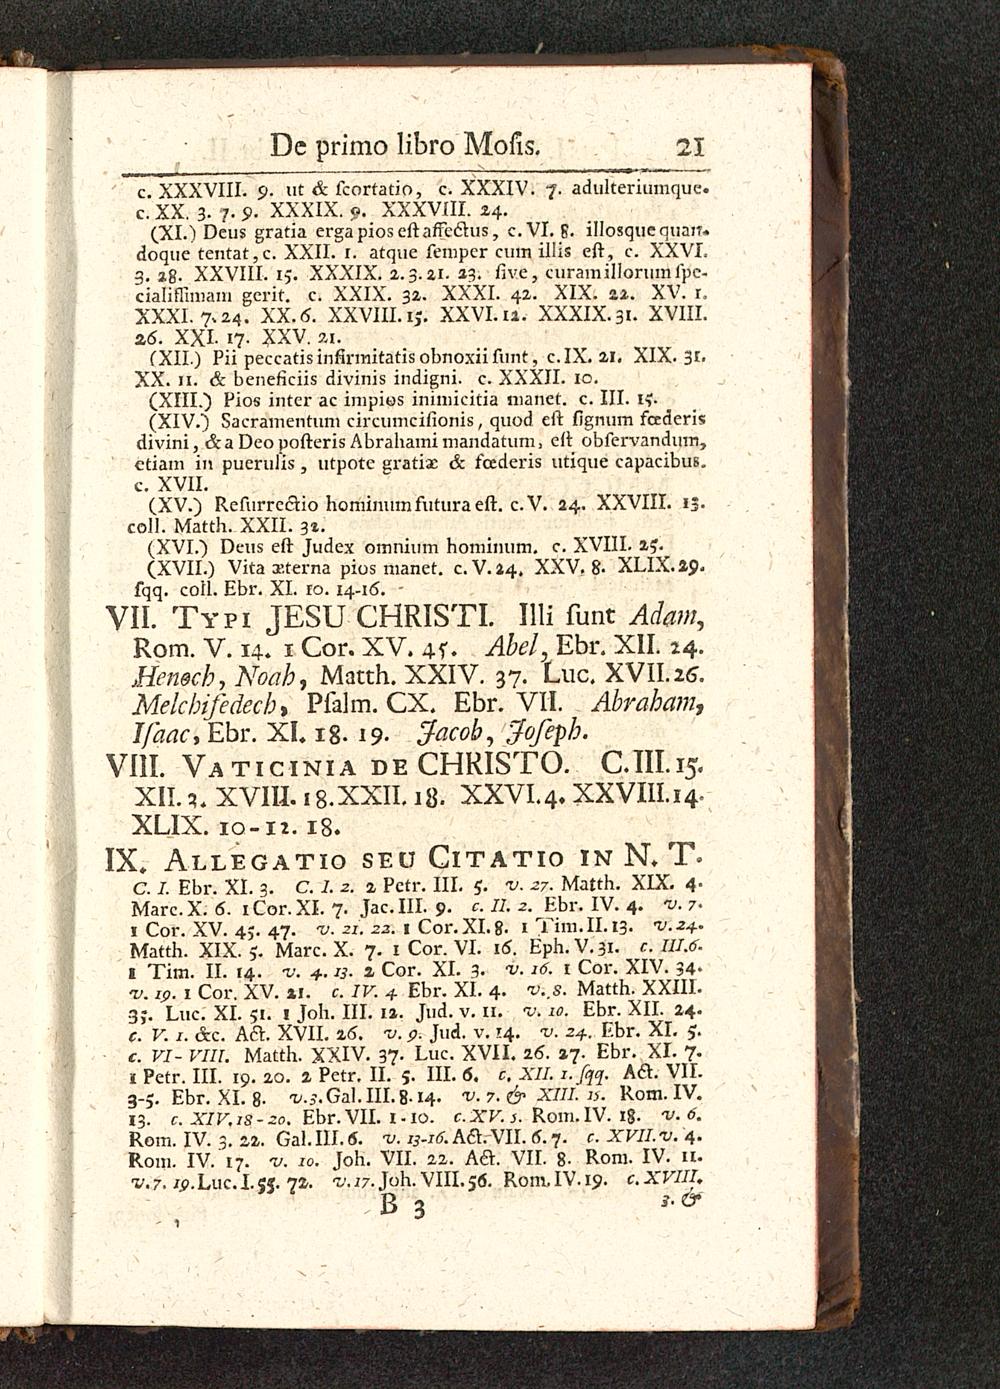 De primo libro Mosis. 21
c. XXXVIII. 9. ut & ſcortatio, c. XXXIV. 7. adulteriumque.
c. XX. 3. 7. 9. XXXIX. 9. XXXVIII. 24.
(XI.) Deus gratia erga pios eſt affectus, c. VI. 8. illosque quan-
doque tentat, c. XXII. 1. atque ſemper cum illis eſt, c. XXVI.
3. 28. XXVIII. 15. XXXIX. 2. 3. 21. 23. ſive, curam illorum ſpe-
cialiſſimam gerit. c. XXIX. 32. XXXI. 42. XIX. 22. XV. 1.
XXXI. 7. 24. XX. 6. XXVIII. 15. XXVI. 12. XXXIX. 31. XVIII.
26. XXI. 17. XXV. 21.
(XII.) Pii peccatis infirmitatis obnoxii ſunt, c. IX. 21. XIX. 31.
XX. 11. & beneficiis divinis indigni. c. XXXII. 10.
(XIII.) Pios inter ac impios inimicitia manet. c. III. 15.
(XIV.) Sacramentum circumciſionis, quod eſt ſignum fœderis
divini, & a Deo poſteris Abrahami mandatum, eſt obſervandum,
etiam in puerulis, utpote gratiæ & fœderis utique capacibus.
c. XVII.
(XV.) Reſurrectio hominum futura eſt. c. V. 24. XXVIII. 13.
coll. Matth. XXII. 32.
(XVI.) Deus eſt Judex omnium hominum. c. XVIII. 25.
(XVII.) Vita æterna pios manet. c. V. 24. XXV. 8. XLIX. 29.
ſqq. coll. Ebr. XI. 10. 14-16.
VII. TYPI JESU CHRISTI. Illi ſunt Adam,
Rom. V. 14. 1 Cor. XV. 45. Abel, Ebr. XII. 24.
Henoch, Noah, Matth. XXIV. 37. Luc. XVII. 26.
Melchiſedech, Pſalm. CX. Ebr. VII. Abraham,
Iſaac, Ebr. XI. 18. 19. Jacob, Joſeph.
VIII. VATICINIA DE CHRISTO. C. III. 15.
XII. 3. XVIII. 18. XXII. 18. XXVI. 4. XXVIII. 14.
XLIX. 10-12. 18.
IX. ALLEGATIO SEU CITATIO IN N. T.
C. I. Ebr. XI. 3. C. I. 2. 2 Petr. III. 5. v. 27. Matth. XIX. 4.
Marc. X. 6. 1 Cor. XI. 7. Jac. III. 9. c. II. 2. Ebr. IV. 4. v. 7.
1 Cor. XV. 45. 47. v. 21. 22. 1 Cor. XI. 8. 1 Tim. II. 13. v. 24.
Matth. XIX. 5. Marc. X. 7. 1 Cor. VI. 16. Eph. V. 31. c. III. 6.
1 Tim. II. 14. v. 4. 13. 2 Cor. XI. 3. v. 16. 1 Cor. XIV. 34.
v. 19. 1 Cor. XV. 21. c. IV. 4 Ebr. XI. 4. v. 8. Matth. XXIII.
35. Luc. XI. 51. 1 Joh. III. 12. Jud. v. 11. v. 10. Ebr. XII. 24.
c. V. 1. &c. Act. XVII. 26. v. 9. Jud. v. 14. v. 24. Ebr. XI. 5.
c. VI-VIII. Matth. XXIV. 37. Luc. XVII. 26. 27. Ebr. XI. 7.
1 Petr. III. 19. 20. 2 Petr. II. 5. III. 6. c. XII. 1. ſqq. Act. VII.
3-5. Ebr. XI. 8. v. 3. Gal. III. 8. 14. v. 7. & XIII. 15. Rom. IV.
13. c. XIV. 18-20. Ebr. VII. 1-10. c. XV. 5. Rom. IV. 18. v. 6.
Rom. IV. 3. 22. Gal. III. 6. v. 13-16. Act. VII. 6. 7. c. XVII. v. 4.
Rom. IV. 17. v. 10. Joh. VII. 22. Act. VII. 8. Rom. IV. 11.
v. 7. 19. Luc. I. 55. 72. v. 17. Joh. VIII. 56. Rom. IV. 19. c. XVIII.
B 3 3. &